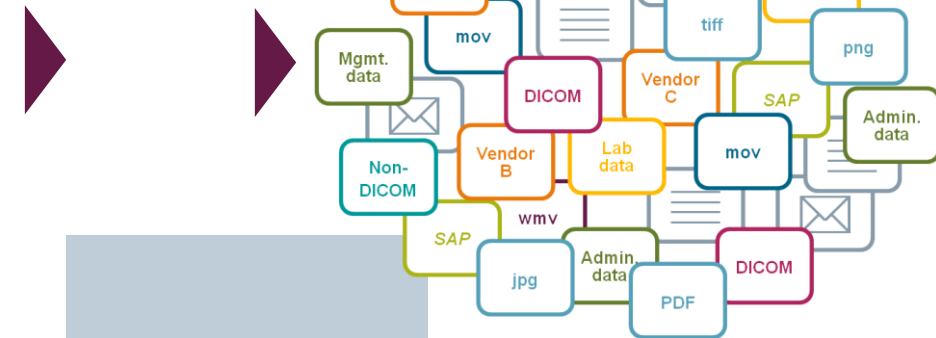 tiff
mov
png
Mgmt.
data
Vendor
C
DICOM
SAP
Admin.
data
Lab
data
mov
Vendor
B
Non-
DICOM
wmv
SAP
Admin.
data
DICOM
jpg
PDF